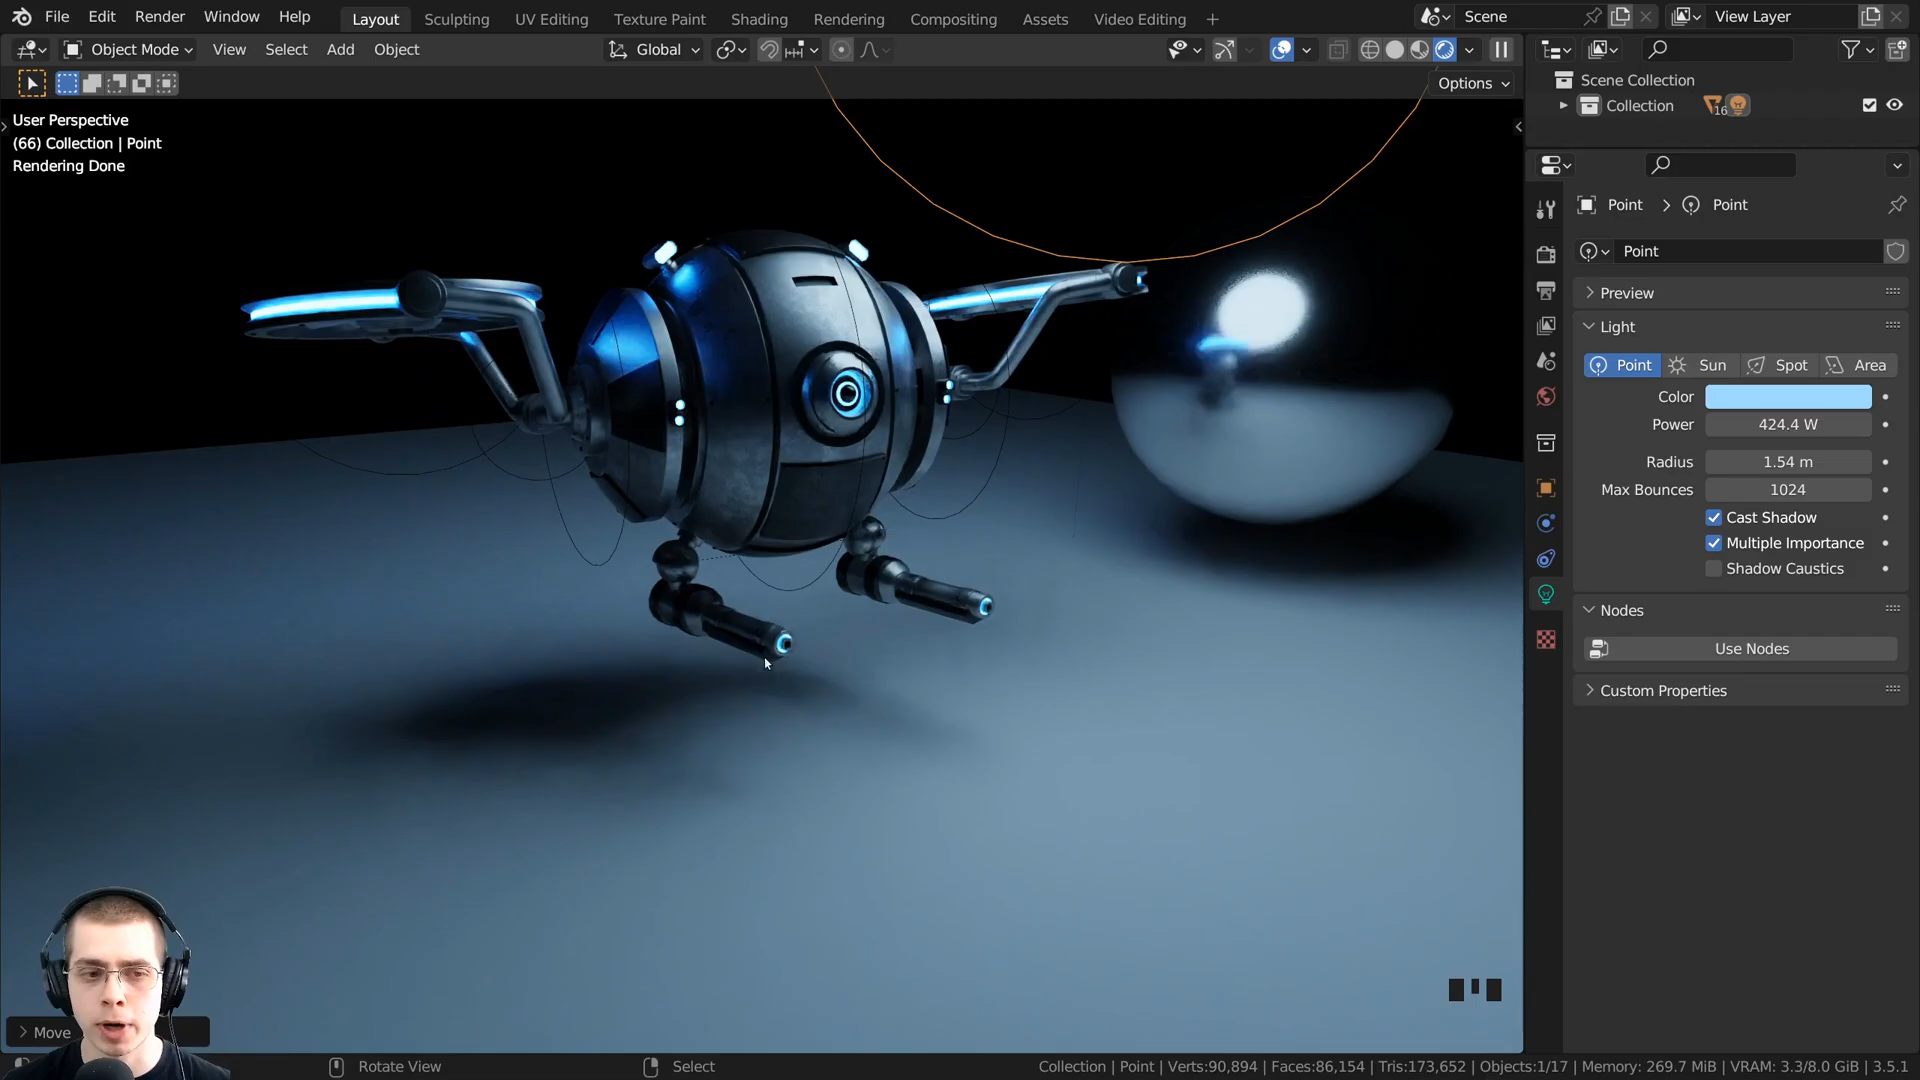 File Edit Render Window Help Layout Sculpting UV Editing Texture Paint Shading Rendering Compositing Assets Video Editing + Scene View Layer
Object Mode View Select Add Object Global
Options
Scene Collection
Collection 16
User Perspective
(66) Collection | Point
Rendering Done
Point > Point
Point
Preview
Light
Point Sun Spot Area
Color
Power 424.4 W
Radius 1.54 m
Max Bounces 1024
Cast Shadow
Multiple Importance
Shadow Caustics
Nodes
Use Nodes
Custom Properties
Move
Rotate View Select Collection | Point | Verts:90,894 | Faces:86,154 | Tris:173,652 | Objects:1/17 | Memory: 269.7 MiB | VRAM: 3.3/8.0 GiB | 3.5.1